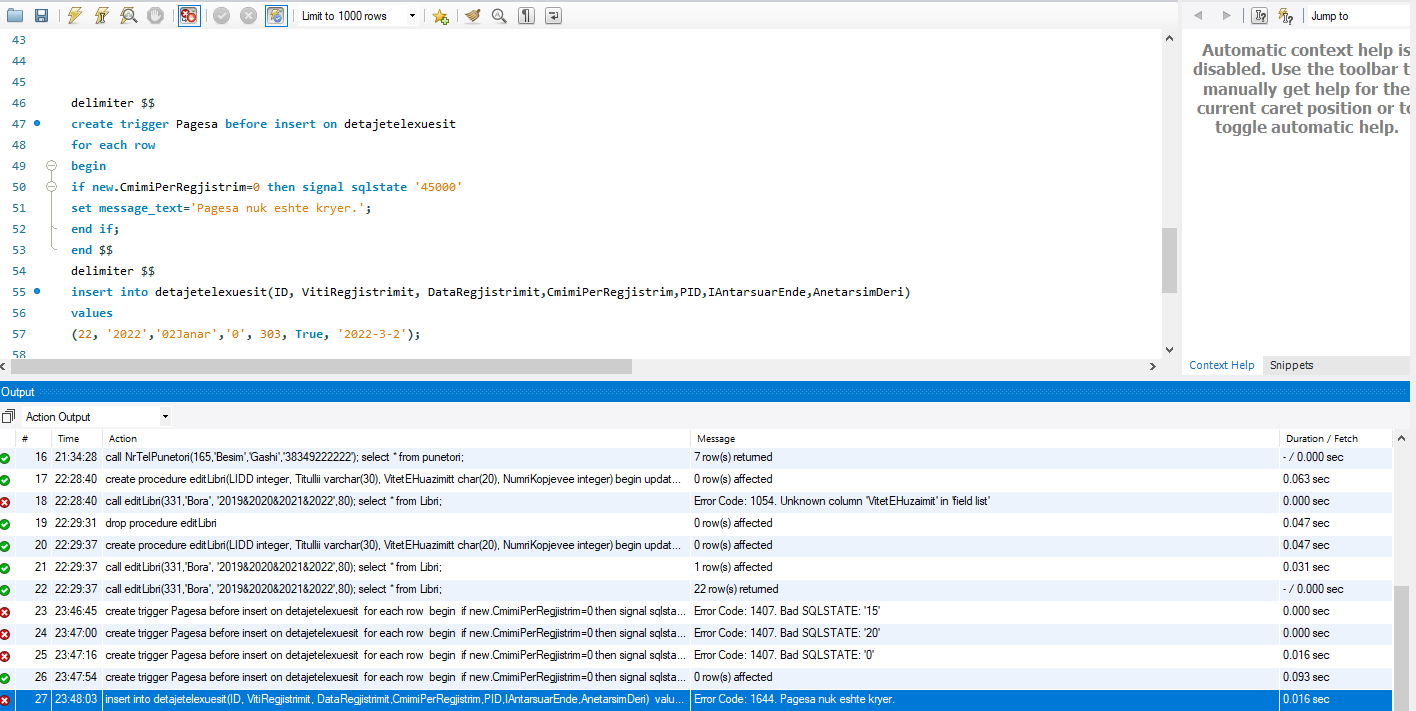 Limit to 1000 rows
Jump to
43
44
45
46 delimiter $$
47 create trigger Pagesa before insert on detajetelexuesit
48 for each row
49 begin
50 if new.CmimiPerRegjistrim=0 then signal sqlstate '45000'
51 set message_text='Pagesa nuk eshte kryer.';
52 end if;
53 end $$
54 delimiter $$
55 insert into detajetelexuesit(ID, VitiRegjistrimit, DataRegjistrimit,CmimiPerRegjistrim,PID,IAntarsuarEnde,AnetarsimDeri)
56 values
57 (22, '2022','02Janar','0', 303, True, '2022-3-2');
58
Automatic context help is
disabled. Use the toolbar t
manually get help for the
current caret position or to
toggle automatic help.
Context Help Snippets
Output
Action Output
# Time Action Message Duration / Fetch
16 21:34:28 call NrTelPunetori(165,'Besim','Gashi','38349222222'); select * from punetori; 7 row(s) returned - / 0.000 sec
17 22:28:40 create procedure editLibri(LIDD integer, Titullii varchar(30), VitetEHuazimitt char(20), NumriKopjevee integer) begin updat... 0 row(s) affected 0.063 sec
18 22:28:40 call editLibri(331,'Bora', '2019&2020&2021&2022',80); select * from Libri; Error Code: 1054. Unknown column 'VitetEHuzaimit' in 'field list' 0.000 sec
19 22:29:31 drop procedure editLibri 0 row(s) affected 0.047 sec
20 22:29:37 create procedure editLibri(LIDD integer, Titullii varchar(30), VitetEHuazimitt char(20), NumriKopjevee integer) begin updat... 0 row(s) affected 0.047 sec
21 22:29:37 call editLibri(331,'Bora', '2019&2020&2021&2022',80); select * from Libri; 1 row(s) affected 0.031 sec
22 22:29:37 call editLibri(331,'Bora', '2019&2020&2021&2022',80); select * from Libri; 22 row(s) returned - / 0.000 sec
23 23:46:45 create trigger Pagesa before insert on detajetelexuesit for each row begin if new.CmimiPerRegjistrim=0 then signal sqlsta... Error Code: 1407. Bad SQLSTATE: '15' 0.000 sec
24 23:47:00 create trigger Pagesa before insert on detajetelexuesit for each row begin if new.CmimiPerRegjistrim=0 then signal sqlsta... Error Code: 1407. Bad SQLSTATE: '20' 0.000 sec
25 23:47:16 create trigger Pagesa before insert on detajetelexuesit for each row begin if new.CmimiPerRegjistrim=0 then signal sqlsta... Error Code: 1407. Bad SQLSTATE: '0' 0.016 sec
26 23:47:54 create trigger Pagesa before insert on detajetelexuesit for each row begin if new.CmimiPerRegjistrim=0 then signal sqlsta... 0 row(s) affected 0.093 sec
27 23:48:03 insert into detajetelexuesit(ID, VitiRegjistrimit, DataRegjistrimit,CmimiPerRegjistrim,PID,IAntarsuarEnde,AnetarsimDeri) valu... Error Code: 1644. Pagesa nuk eshte kryer. 0.016 sec